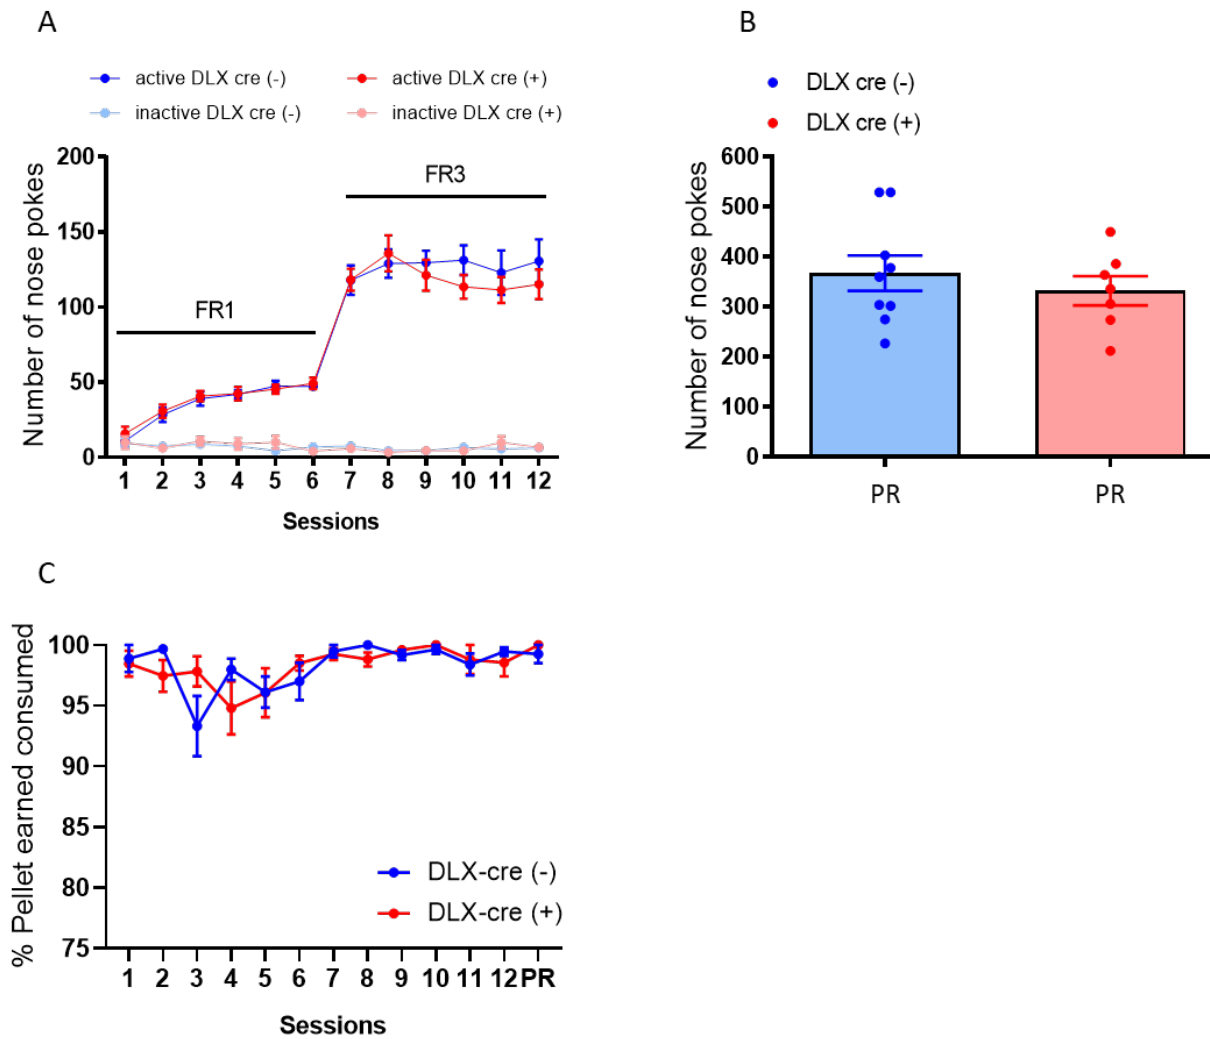 A
active DLX cre (-)
active DLX cre (+)
inactive DLX cre (-)
inactive DLX cre (+)
Number of nose pokes
200
150
100
50
0
FR1
FR3
1 2 3 4 5 6 7 8 9 10 11 12
Sessions
B
DLX cre (-)
DLX cre (+)
Number of nose pokes
600
500
400
300
200
100
0
PR
PR
C
% Pellet earned consumed
100
95
90
85
80
75
DLX-cre (-)
DLX-cre (+)
1 2 3 4 5 6 7 8 9 10 11 12 PR
Sessions